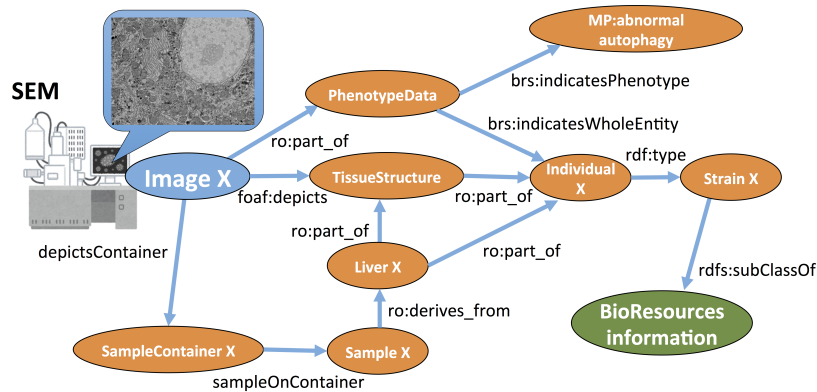 MP:abnormal
autophagy
SEM
PhenotypeData
brs:indicatesPhenotype
brs:indicatesWholeEntity
ro:part_of
rdf:type
Image X
TissueStructure
Individual
X
Strain X
foaf:depicts
ro:part_of
ro:part_of
depictsContainer
Liver X
ro:part_of
rdfs:subClassOf
ro:derives_from
BioResources
information
SampleContainer X
Sample X
sampleOnContainer